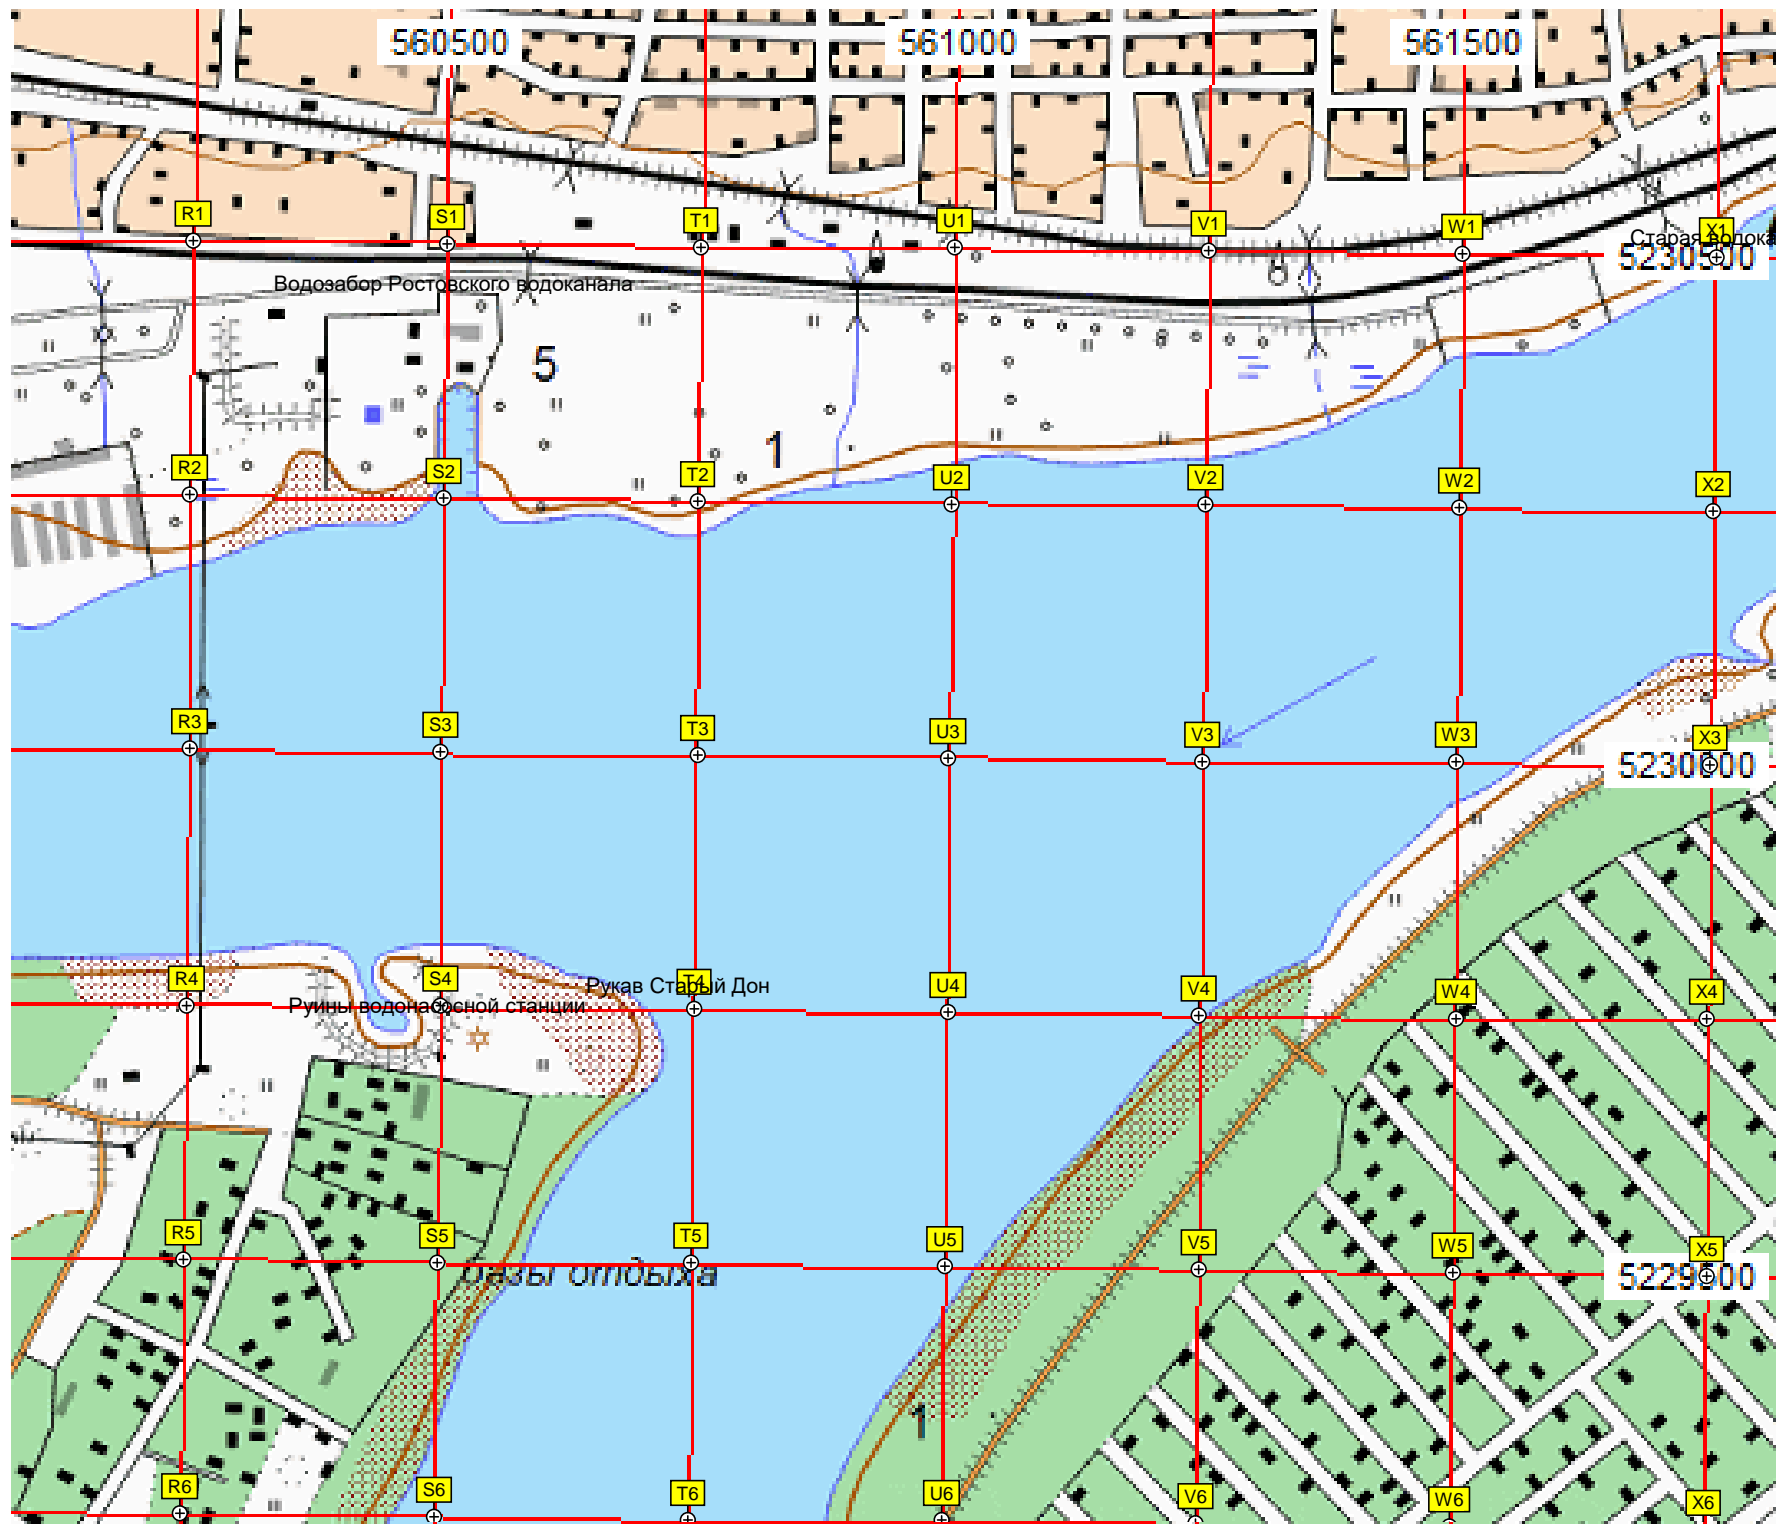 560500 561000 561500
R1 S1 T1 U1 V1 W1 X1
Старая водока
5230500
Водозабор Ростовского водоканала
5
1
R2 S2 T2 U2 V2 W2 X2
R3 S3 T3 U3 V3 W3 X3
5230000
R4 S4 T4 U4 V4 W4 X4
Рукав Старый Дон
Руины водонасосной станции
R5 S5 T5 U5 V5 W5 X5
базы отдыха
5229500
1
R6 S6 T6 U6 V6 W6 X6